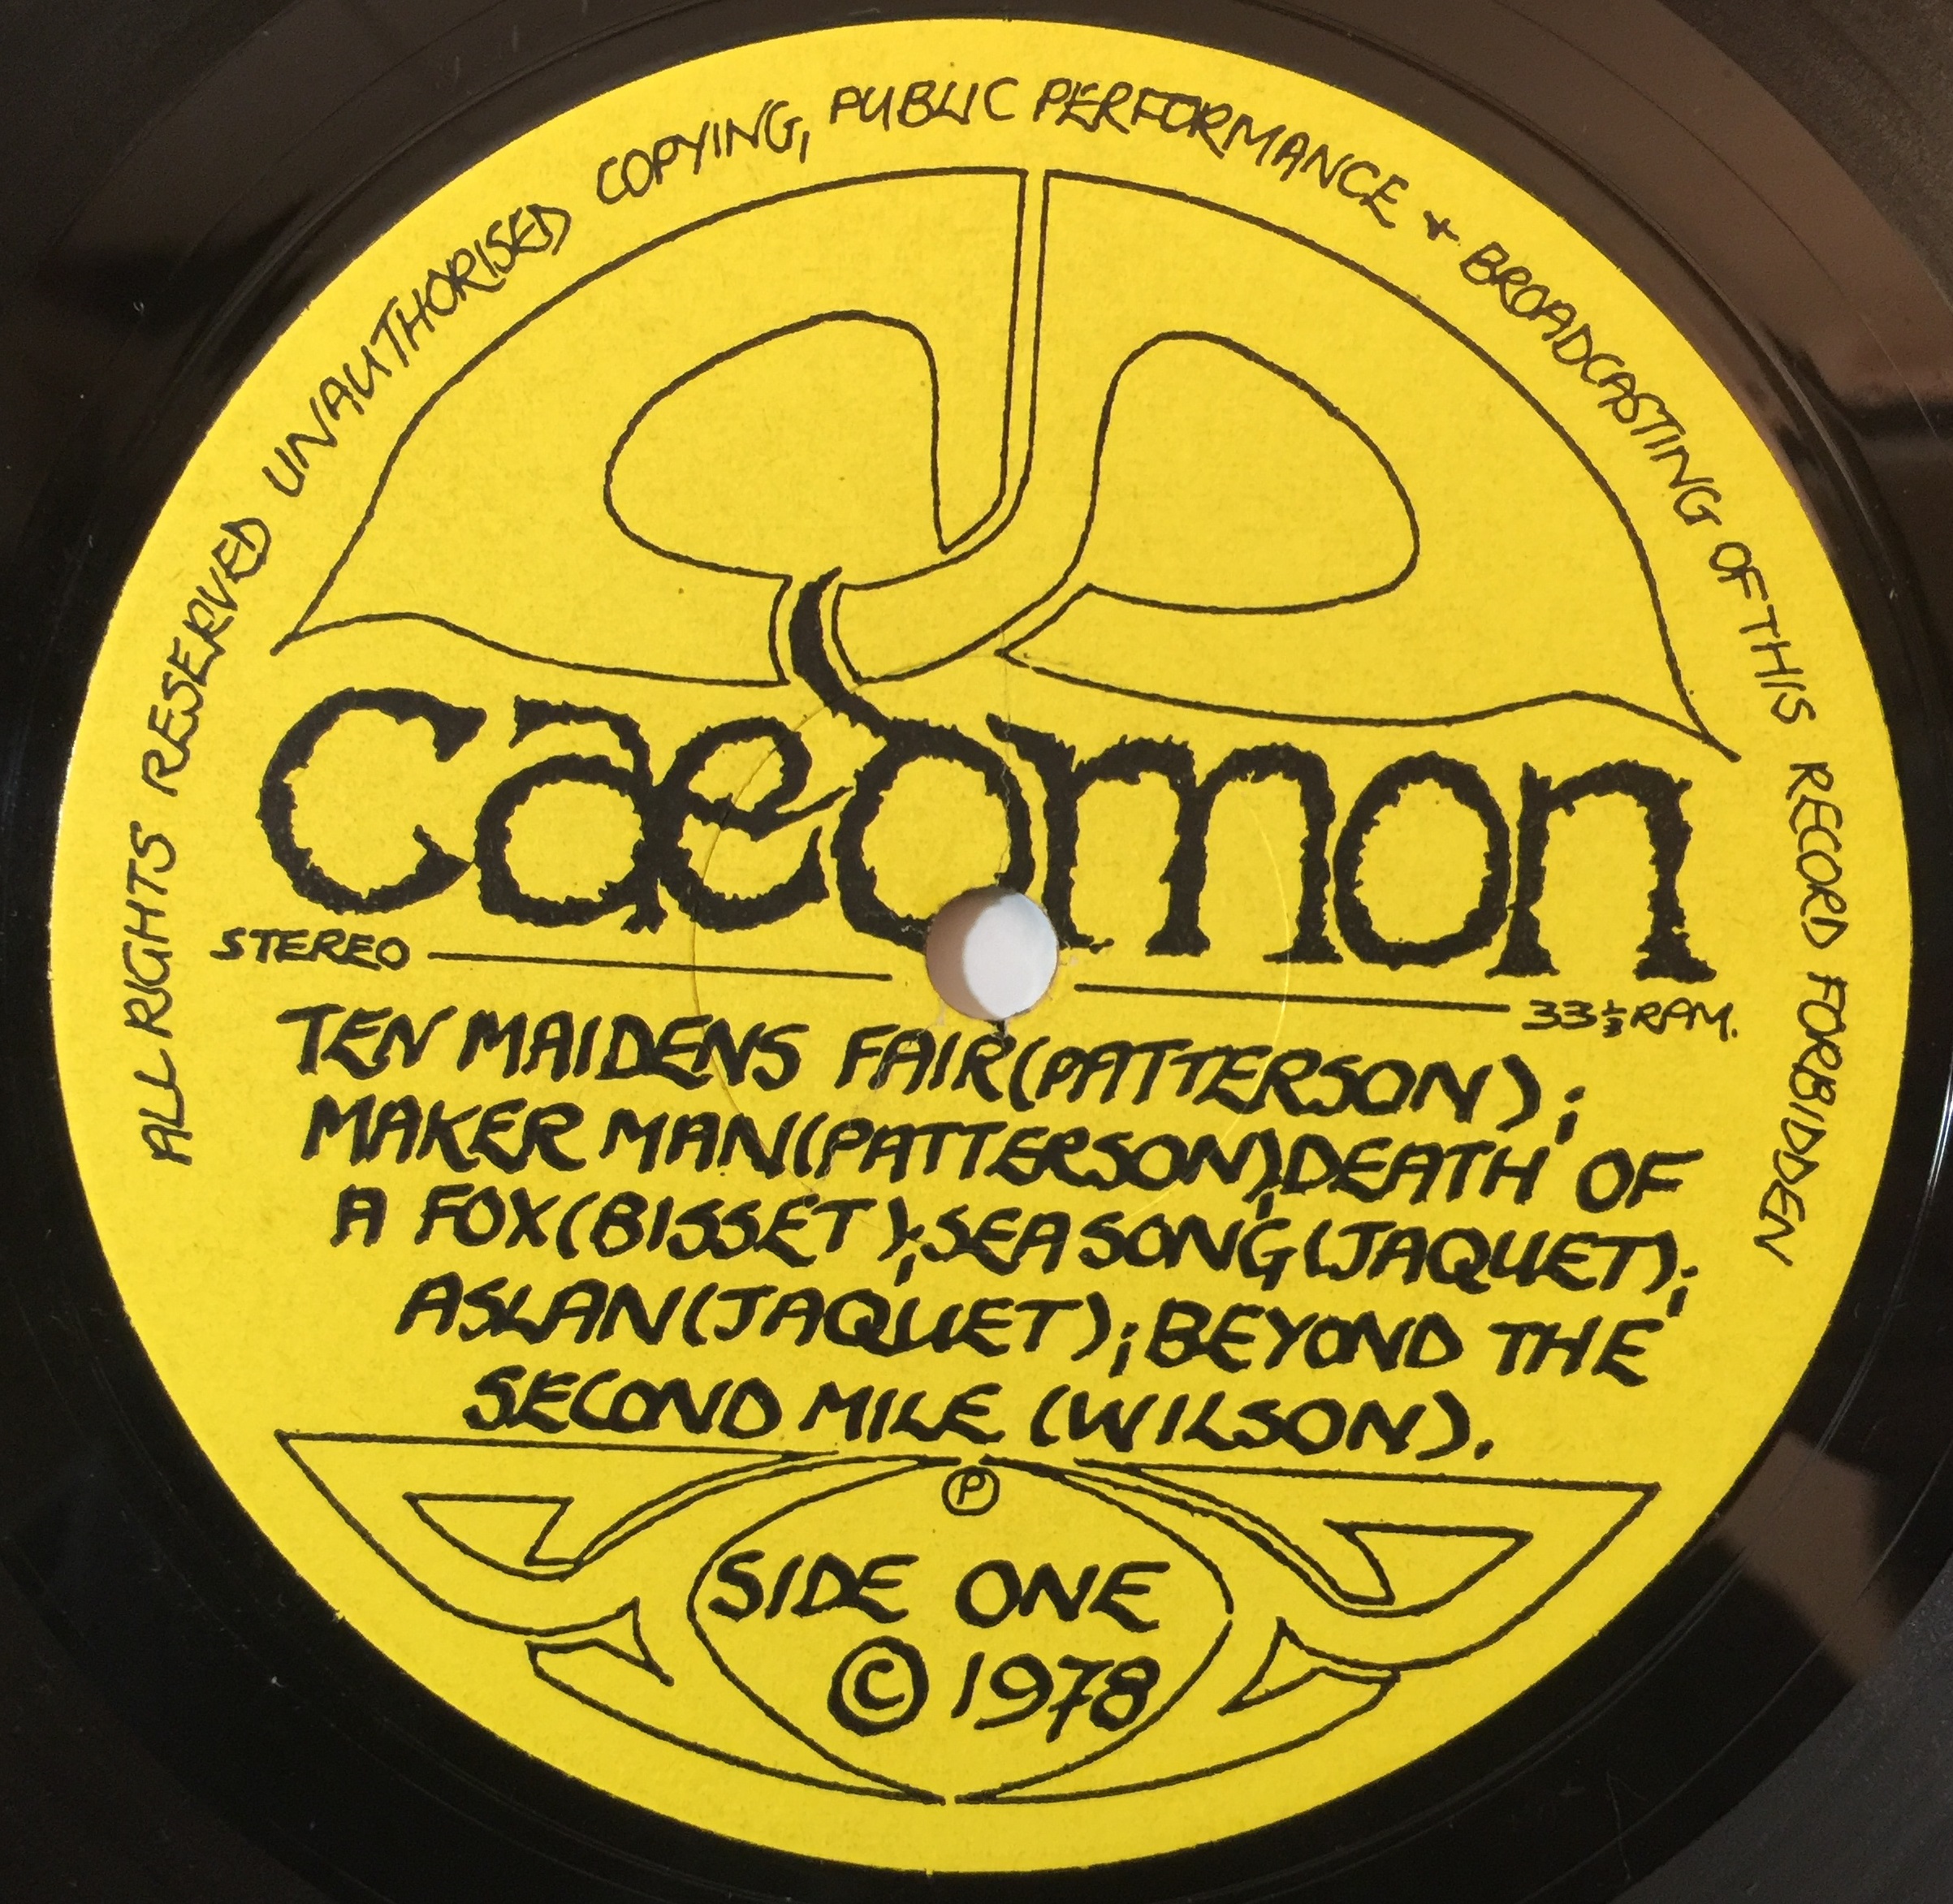 ALL RIGHTS RESERVED UNAUTHORISED COPYING, PUBLIC PERFORMANCE + BROADCASTING OF THIS RECORD FORBIDDEN
caedmon
STEREO 33⅓ RPM.
TEN MAIDENS FAIR (PATTERSON);
MAKER MAN (PATTERSON); DEATH OF
A FOX (BISSET); SEA SONG (JAQUET);
ASLAN (JAQUET); BEYOND THE
SECOND MILE (WILSON).
℗
SIDE ONE
© 1978